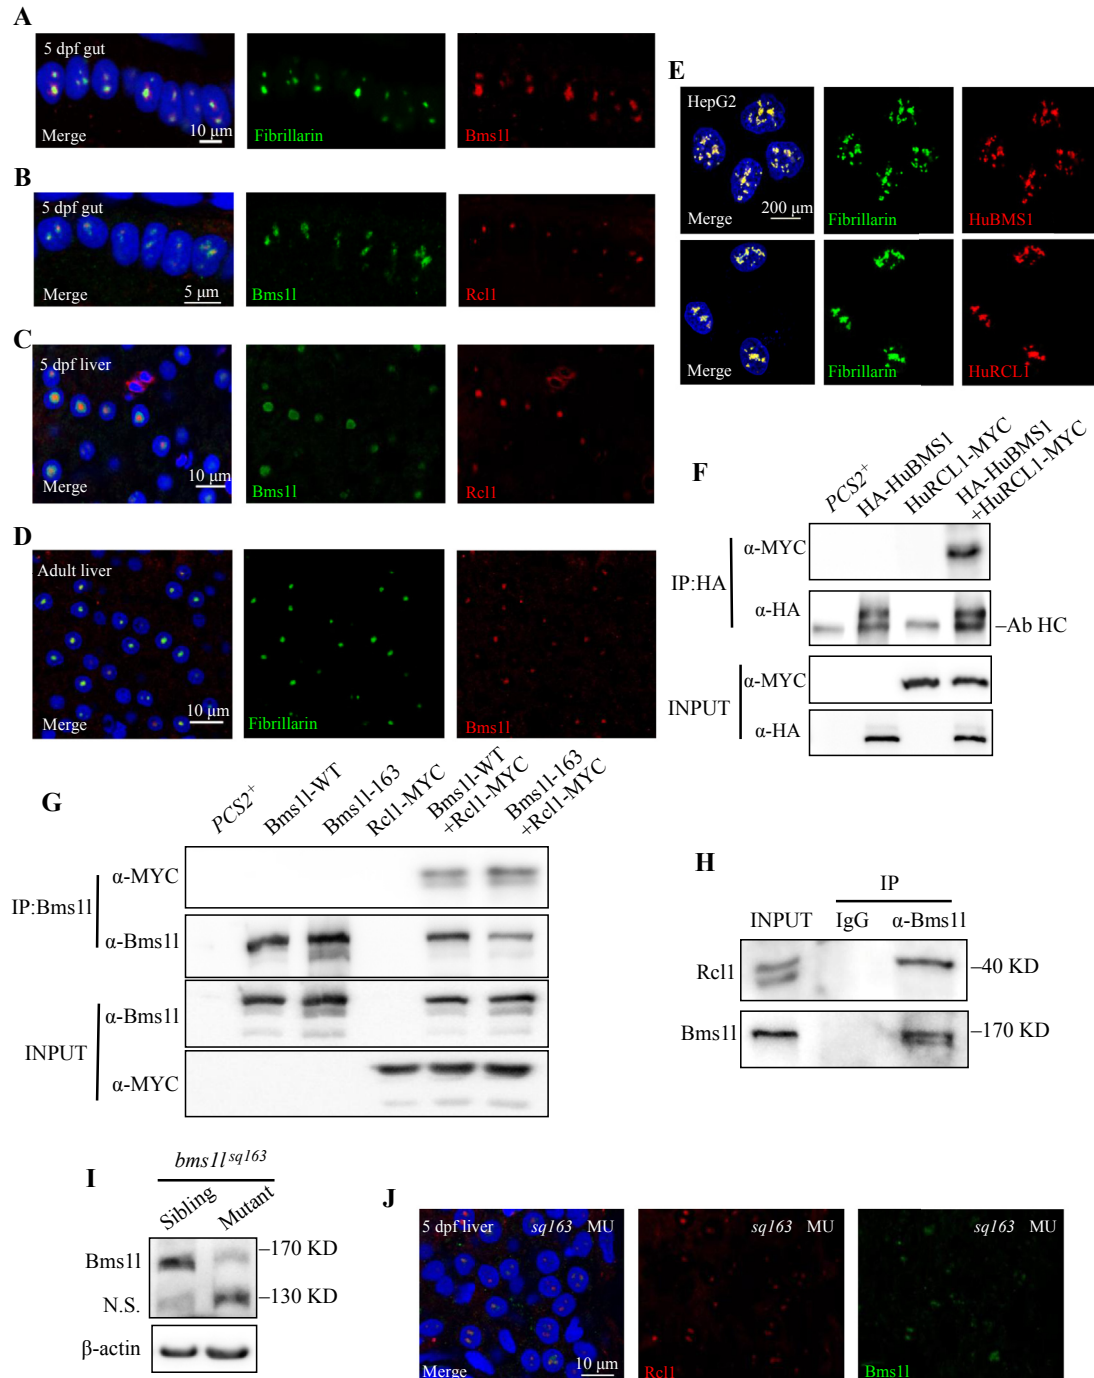 A
5 dpf gut
Merge
10 μm
Fibrillarin
Bms1l
B
5 dpf gut
Merge
5 μm
Bms1l
Rcl1
C
5 dpf liver
Merge
10 μm
Bms1l
Rcl1
D
Adult liver
Merge
10 μm
Fibrillarin
Bms1l
E
HepG2
Merge
200 μm
Fibrillarin
HuBMS1
Merge
Fibrillarin
HuRCL1
F
PCS2+
HA-HuBMS1
HuRCL1-MYC
HA-HuBMS1
+HuRCL1-MYC
IP:HA
α-MYC
α-HA
–Ab HC
INPUT
α-MYC
α-HA
G
PCS2+
Bms1l-WT
Bms1l-163
Rcl1-MYC
Bms1l-WT
+Rcl1-MYC
Bms1l-163
+Rcl1-MYC
IP:Bms1l
α-MYC
α-Bms1l
INPUT
α-Bms1l
α-MYC
H
IP
INPUT IgG α-Bms1l
Rcl1
–40 KD
Bms1l
–170 KD
I
bms1l sq163
Sibling
Mutant
Bms1l
–170 KD
N.S.
–130 KD
β-actin
J
5 dpf liver sq163 MU
Merge
10 μm
sq163 MU
Rcl1
sq163 MU
Bms1l